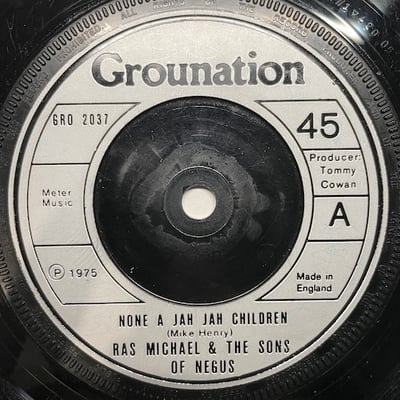 Grounation
GRO 2037
45
Producer:
Tommy
Cowan
Meter
Music
A
Ⓟ 1975
Made in
England
NONE A JAH JAH CHILDREN
(Mike Henry)
RAS MICHAEL & THE SONS
OF NEGUS